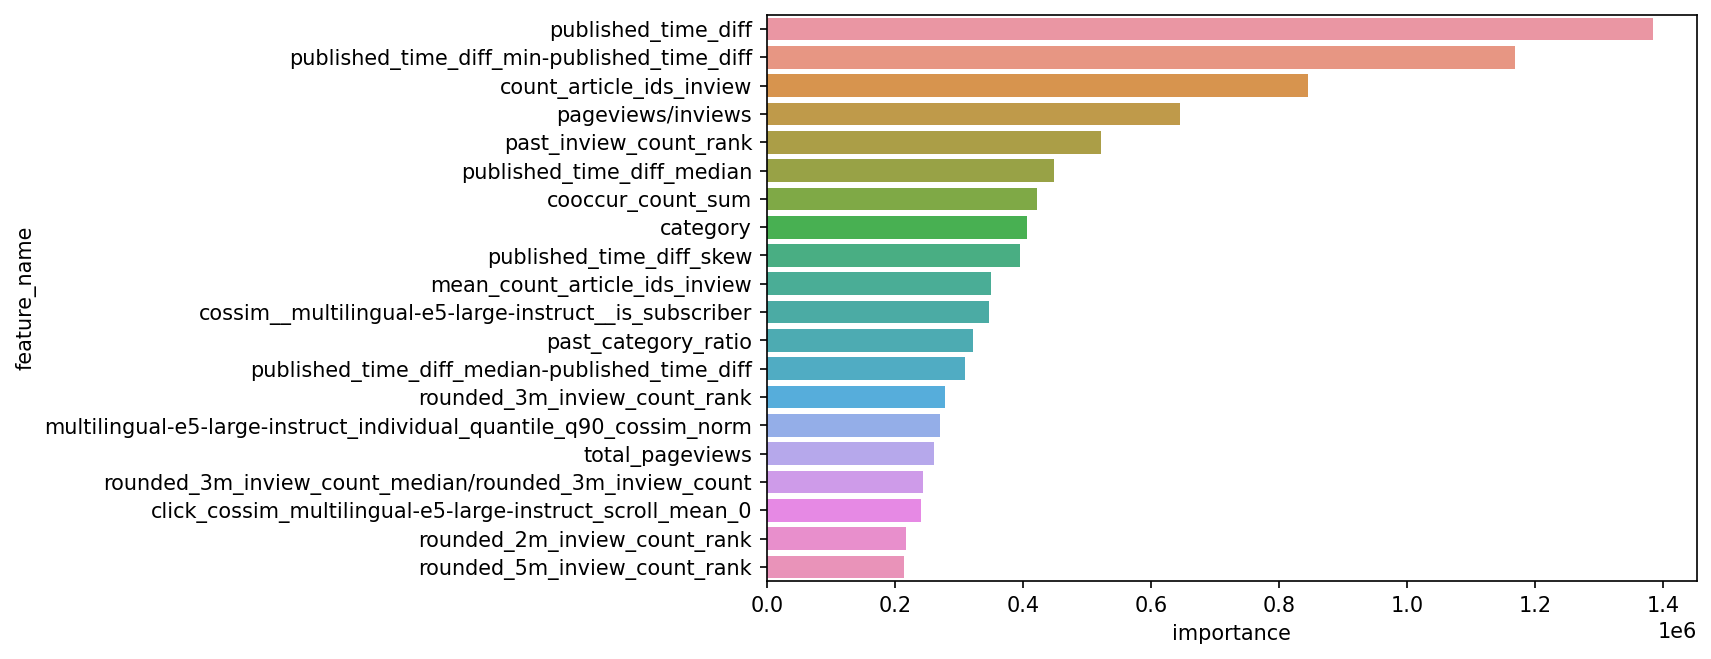 feature_name
published_time_diff
published_time_diff_min-published_time_diff
count_article_ids_inview
pageviews/inviews
past_inview_count_rank
published_time_diff_median
cooccur_count_sum
category
published_time_diff_skew
mean_count_article_ids_inview
cossim__multilingual-e5-large-instruct__is_subscriber
past_category_ratio
published_time_diff_median-published_time_diff
rounded_3m_inview_count_rank
multilingual-e5-large-instruct_individual_quantile_q90_cossim_norm
total_pageviews
rounded_3m_inview_count_median/rounded_3m_inview_count
click_cossim_multilingual-e5-large-instruct_scroll_mean_0
rounded_2m_inview_count_rank
rounded_5m_inview_count_rank
0.0 0.2 0.4 0.6 0.8 1.0 1.2 1.4
1e6
importance